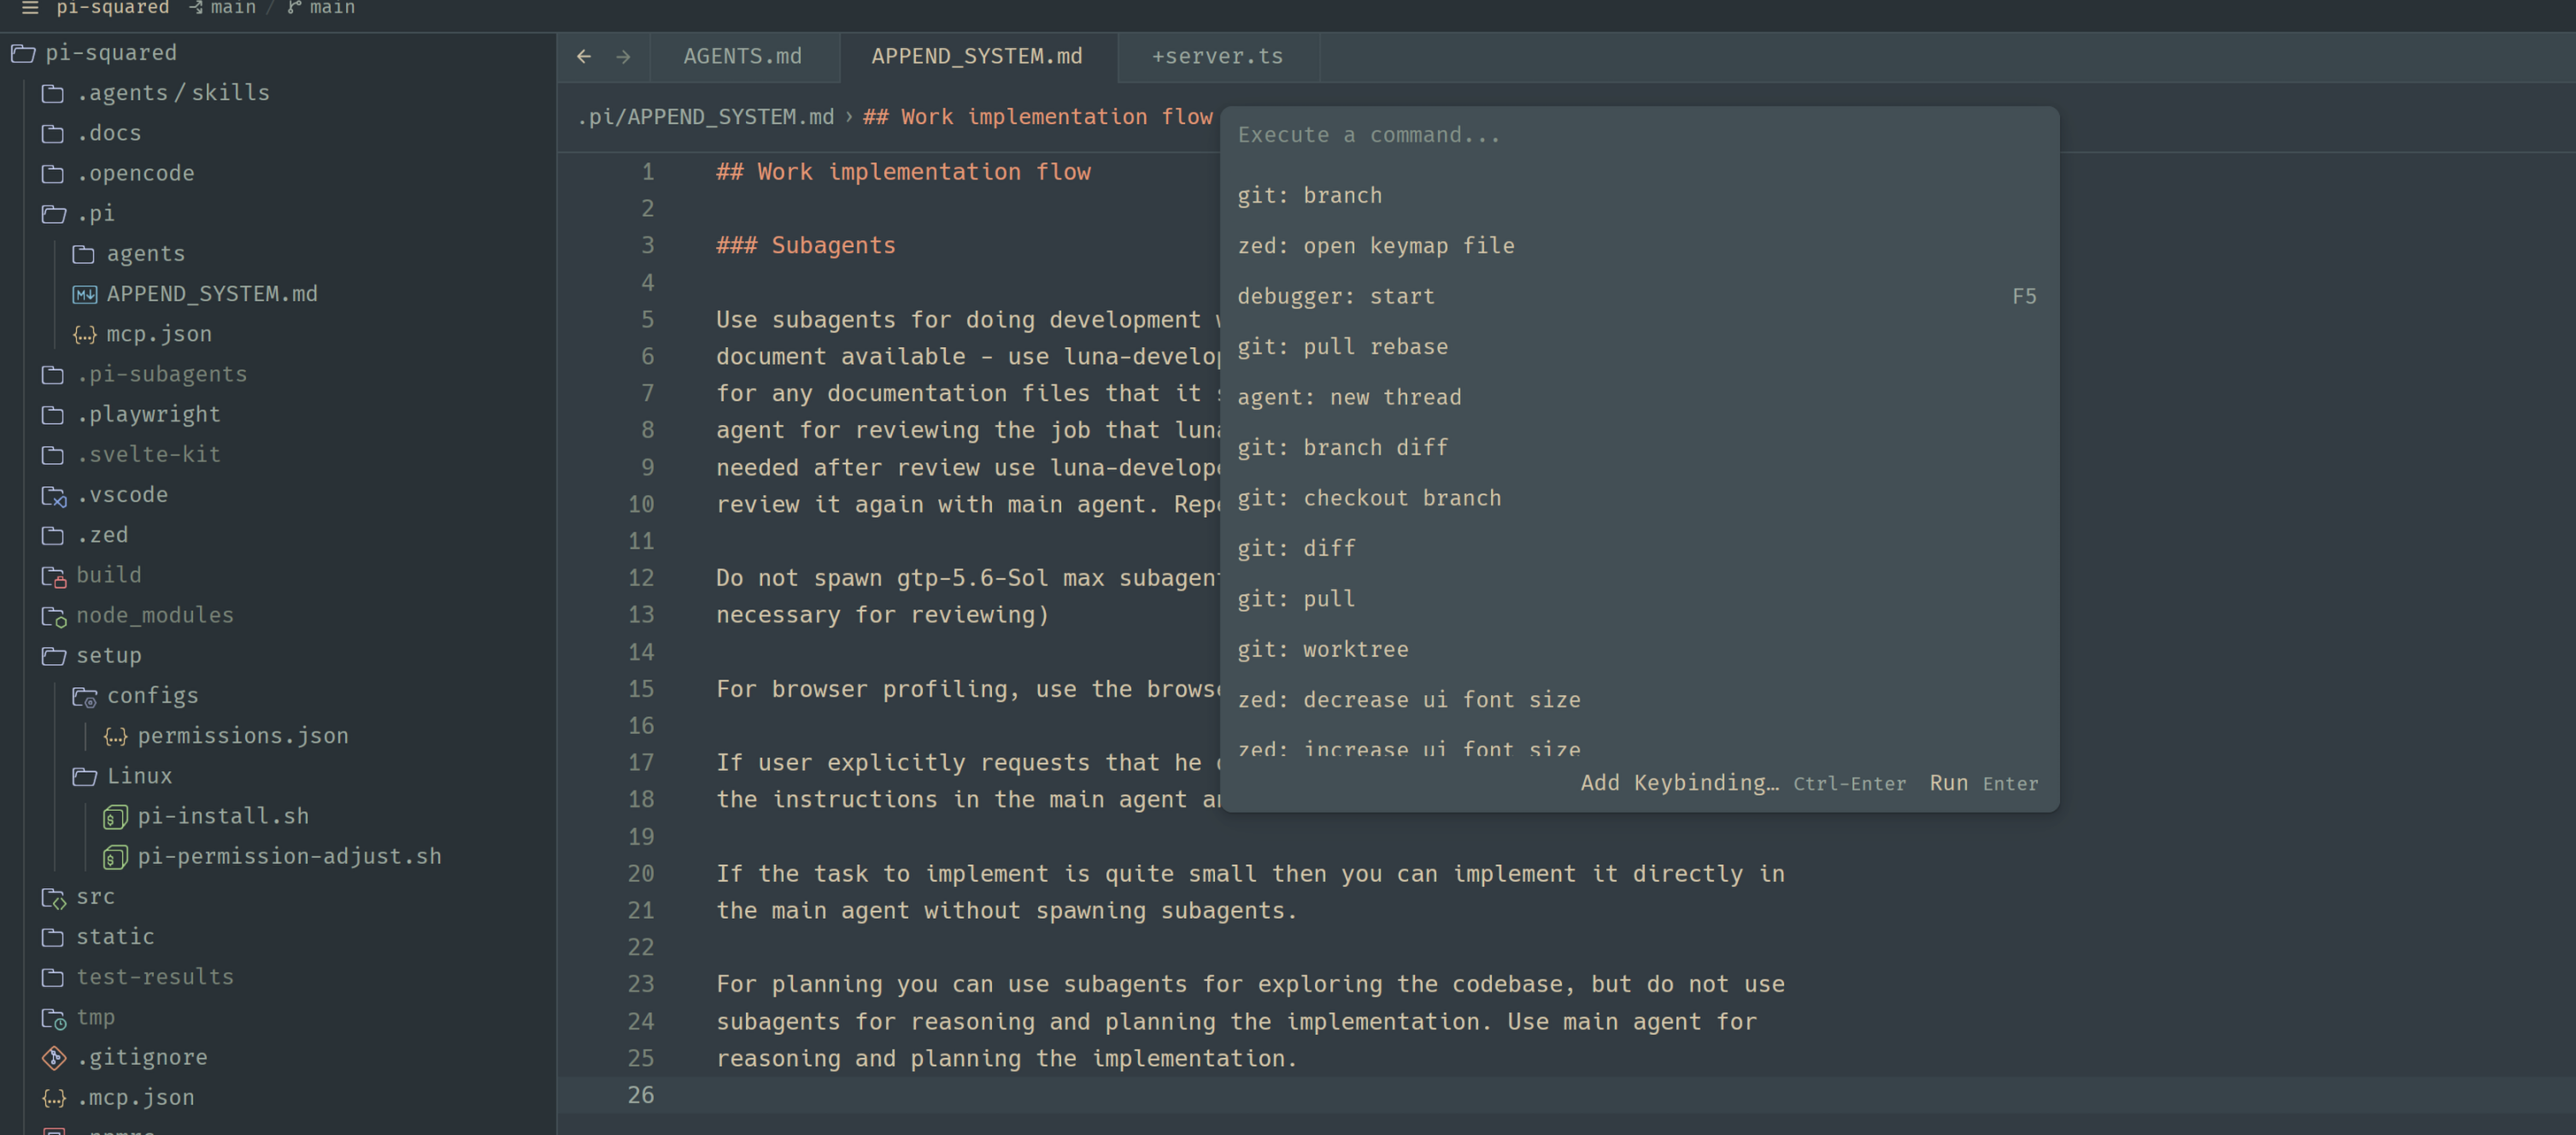 pi-squared main / main
pi-squared
.agents / skills
.docs
.opencode
.pi
agents
APPEND_SYSTEM.md
mcp.json
.pi-subagents
.playwright
.svelte-kit
.vscode
.zed
build
node_modules
setup
configs
permissions.json
Linux
pi-install.sh
pi-permission-adjust.sh
src
static
test-results
tmp
.gitignore
.mcp.json
AGENTS.md APPEND_SYSTEM.md +server.ts
.pi/APPEND_SYSTEM.md › ## Work implementation flow
1 ## Work implementation flow
2
3 ### Subagents
4
5 Use subagents for doing development
6 document available - use luna-develop
7 for any documentation files that it
8 agent for reviewing the job that luna
9 needed after review use luna-develope
10 review it again with main agent. Repe
11
12 Do not spawn gtp-5.6-Sol max subagent
13 necessary for reviewing)
14
15 For browser profiling, use the browse
16
17 If user explicitly requests that he
18 the instructions in the main agent a
19
20 If the task to implement is quite small then you can implement it directly in
21 the main agent without spawning subagents.
22
23 For planning you can use subagents for exploring the codebase, but do not use
24 subagents for reasoning and planning the implementation. Use main agent for
25 reasoning and planning the implementation.
26
Execute a command...
git: branch
zed: open keymap file
debugger: start F5
git: pull rebase
agent: new thread
git: branch diff
git: checkout branch
git: diff
git: pull
git: worktree
zed: decrease ui font size
zed: increase ui font size
Add Keybinding… Ctrl-Enter Run Enter